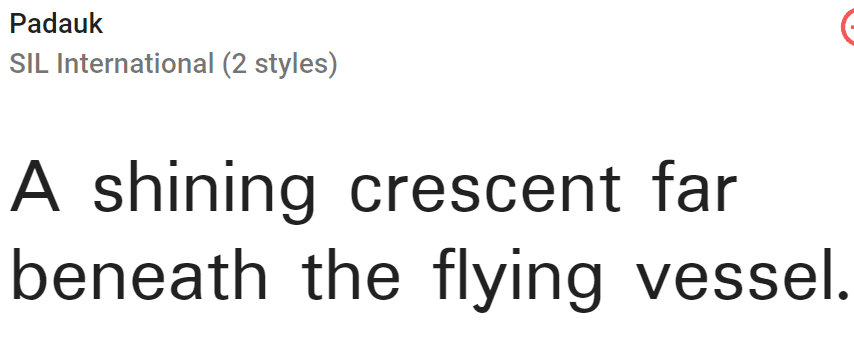 Padauk
SIL International (2 styles)
A shining crescent far
beneath the flying vessel.